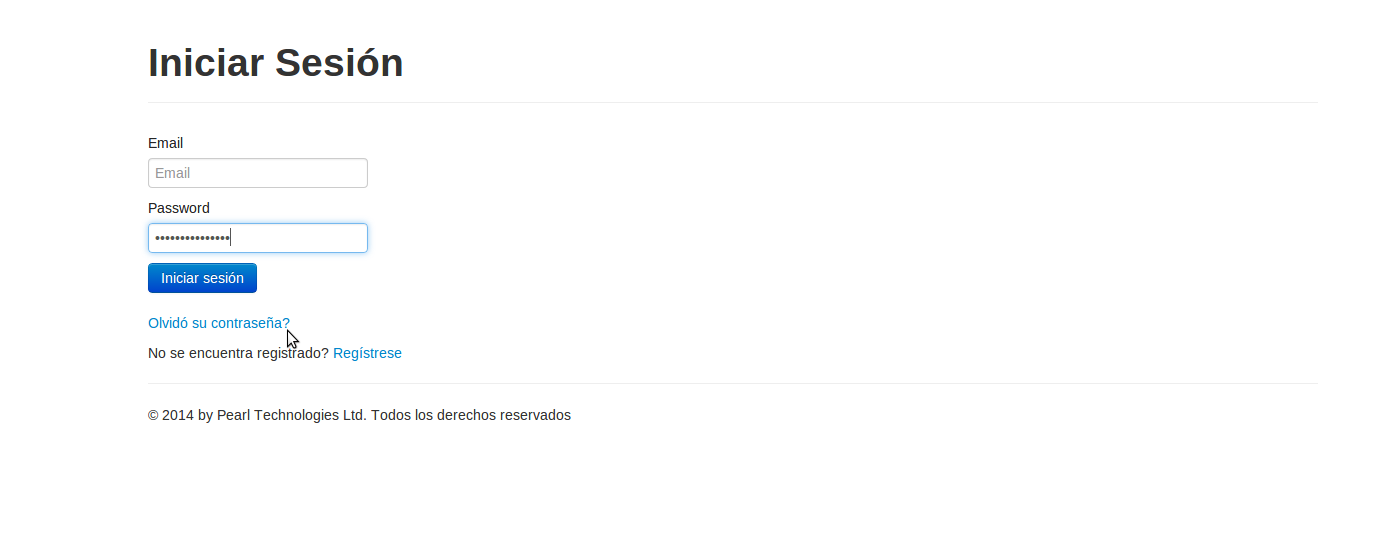 Iniciar Sesión
Email
Email
Password
•••••••••••••••
Iniciar sesión
Olvidó su contraseña?
No se encuentra registrado? Regístrese
© 2014 by Pearl Technologies Ltd. Todos los derechos reservados